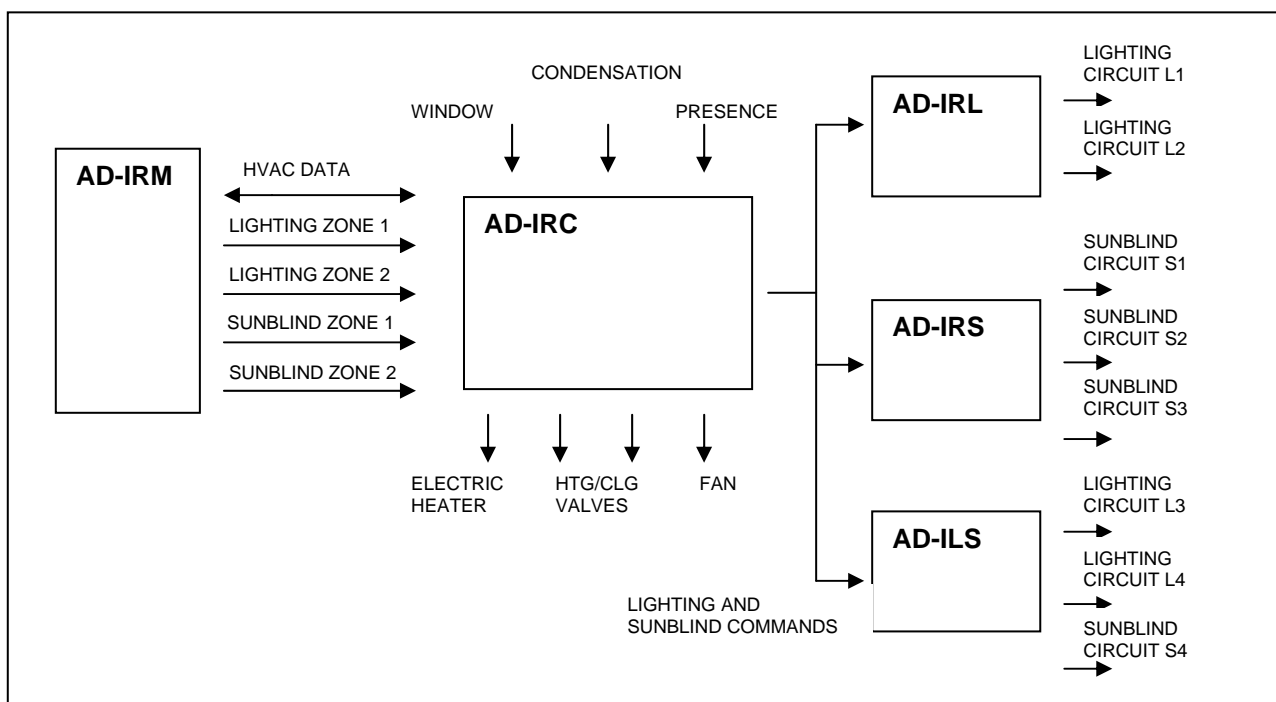 AD-IRM
HVAC DATA
LIGHTING ZONE 1
LIGHTING ZONE 2
SUNBLIND ZONE 1
SUNBLIND ZONE 2
CONDENSATION
WINDOW
PRESENCE
AD-IRC
ELECTRIC
HEATER
HTG/CLG
VALVES
FAN
LIGHTING AND
SUNBLIND COMMANDS
AD-IRL
LIGHTING
CIRCUIT L1
LIGHTING
CIRCUIT L2
AD-IRS
SUNBLIND
CIRCUIT S1
SUNBLIND
CIRCUIT S2
SUNBLIND
CIRCUIT S3
AD-ILS
LIGHTING
CIRCUIT L3
LIGHTING
CIRCUIT L4
SUNBLIND
CIRCUIT S4